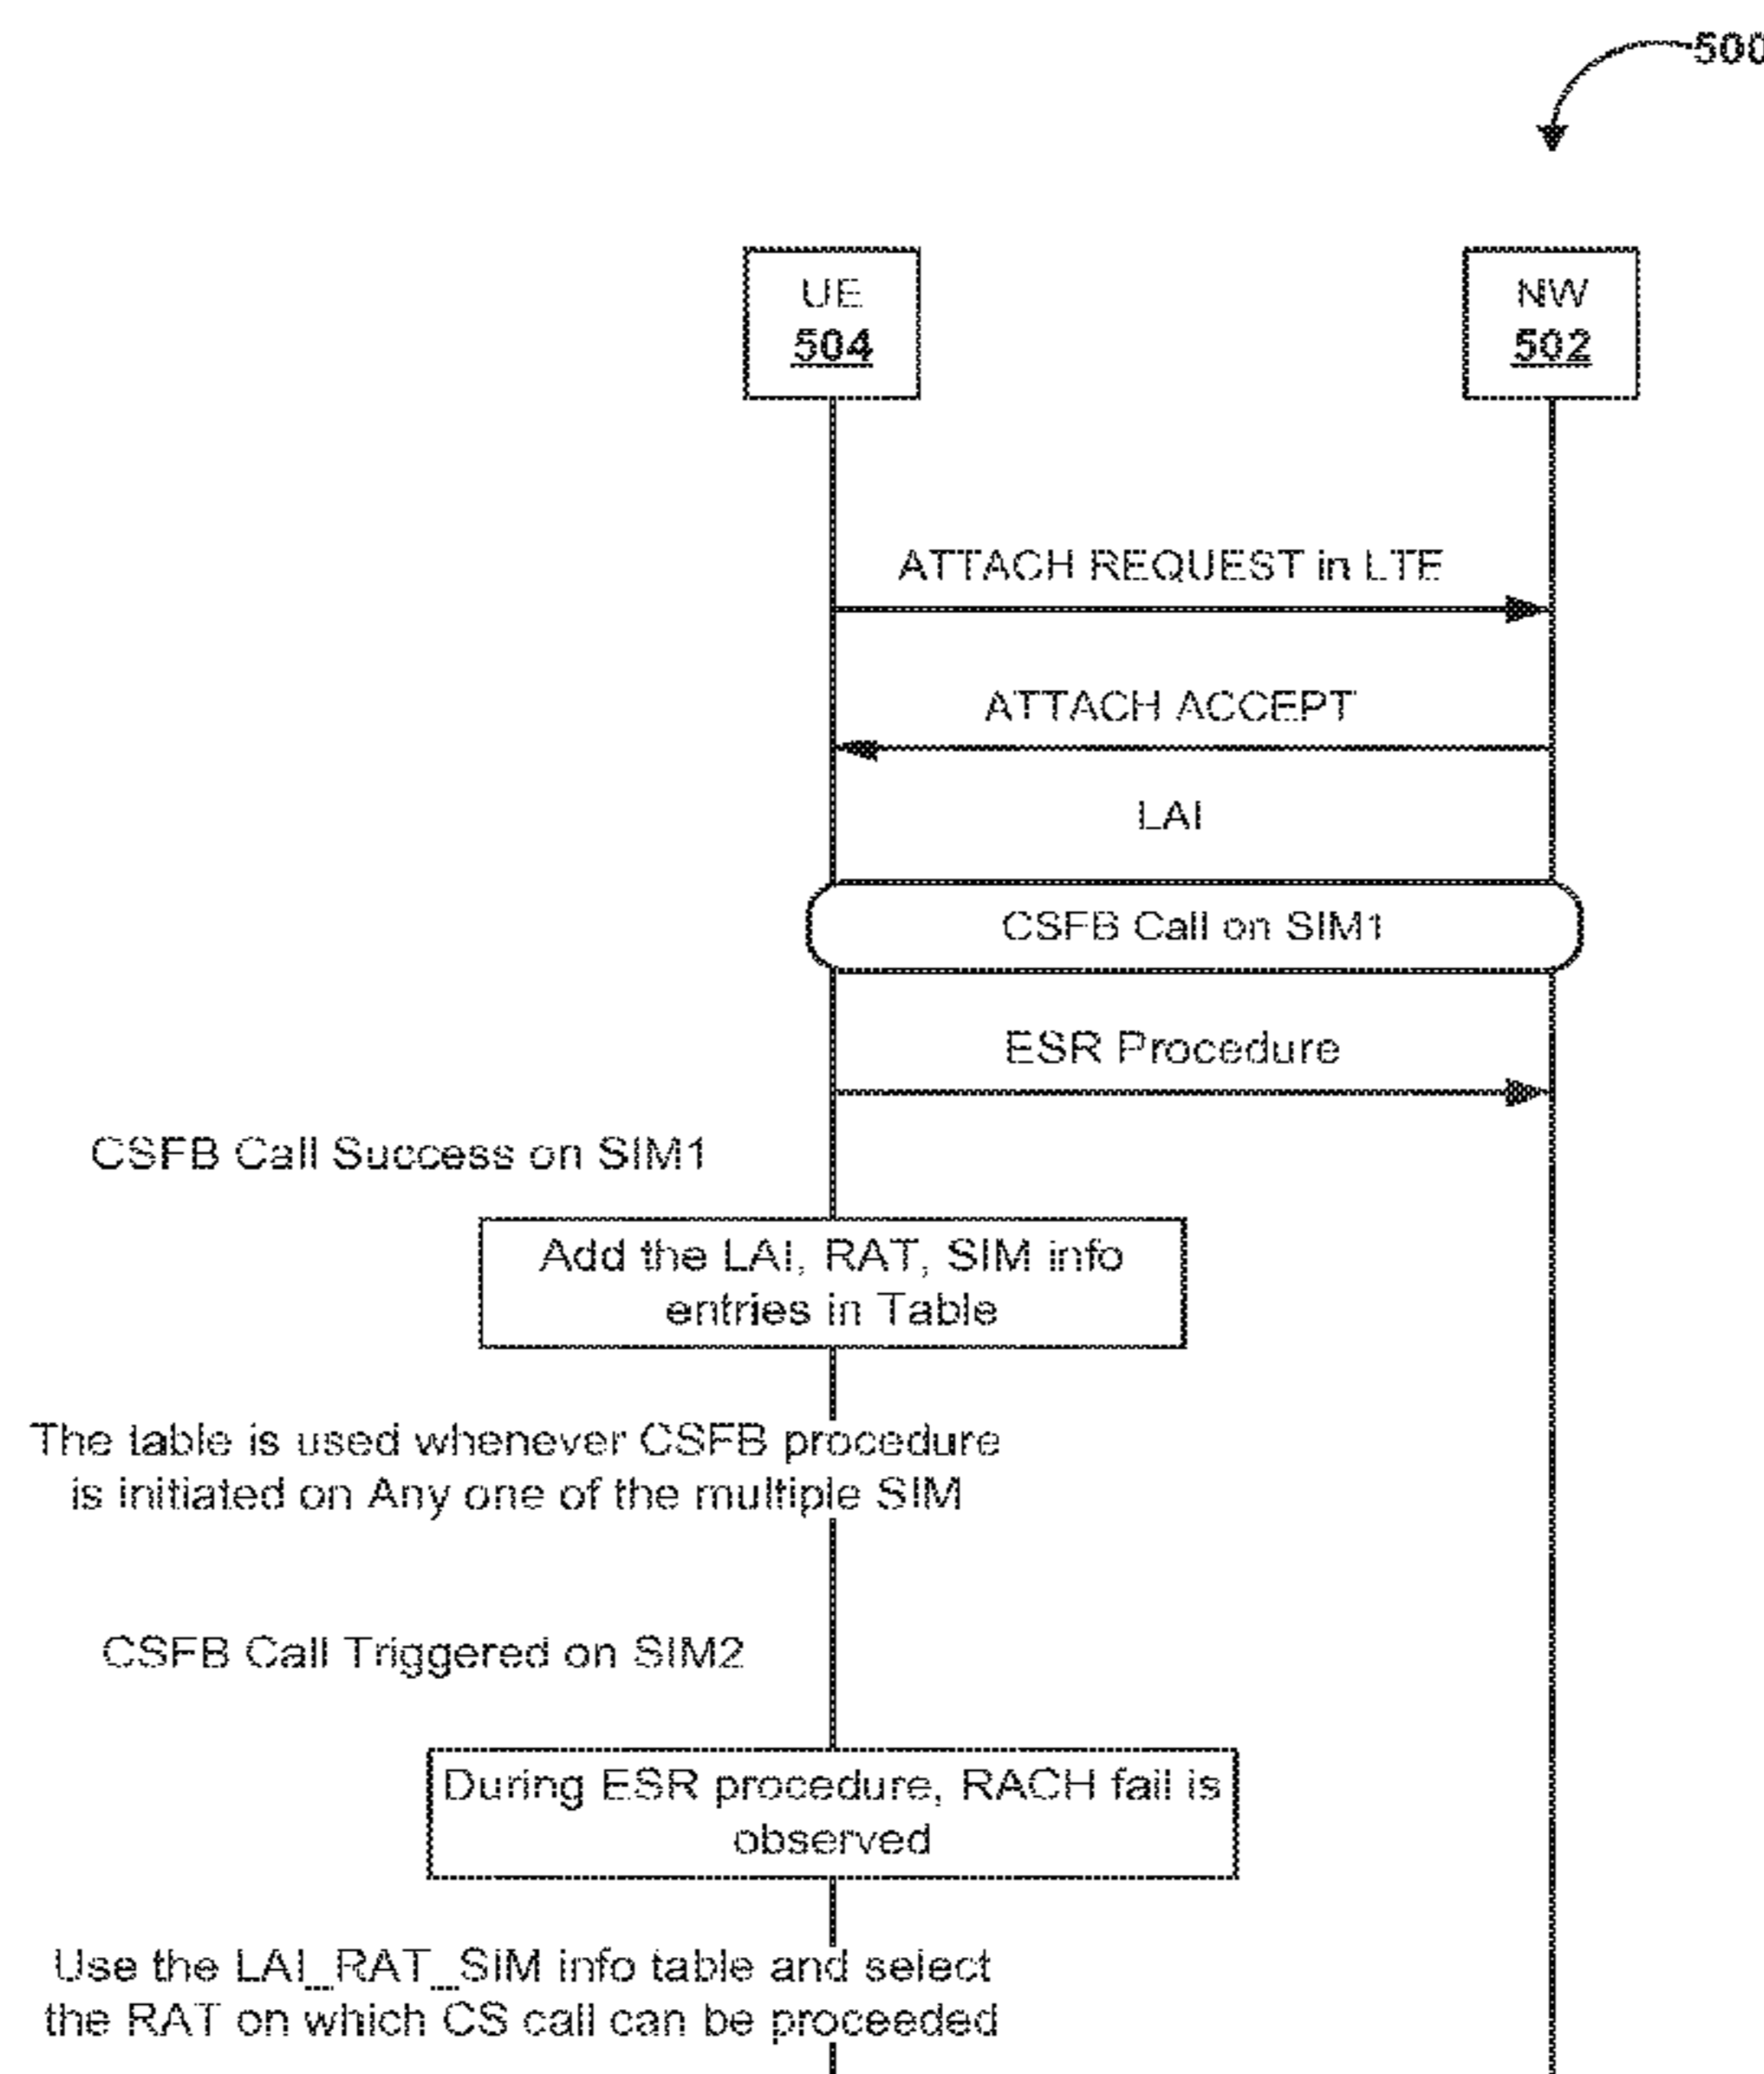 500
UE
504
NW
502
ATTACH REQUEST in LTE
ATTACH ACCEPT
LAI
CSFB Call on SIM1
ESR Procedure
CSFB Call Success on SIM1
Add the LAI, RAT, SIM info
entries in Table
The table is used whenever CSFB procedure
is initiated on Any one of the multiple SIM
CSFB Call Triggered on SIM2
During ESR procedure, RACH fail is
observed
Use the LAI_RAT_SIM info table and select
the RAT on which CS call can be proceeded